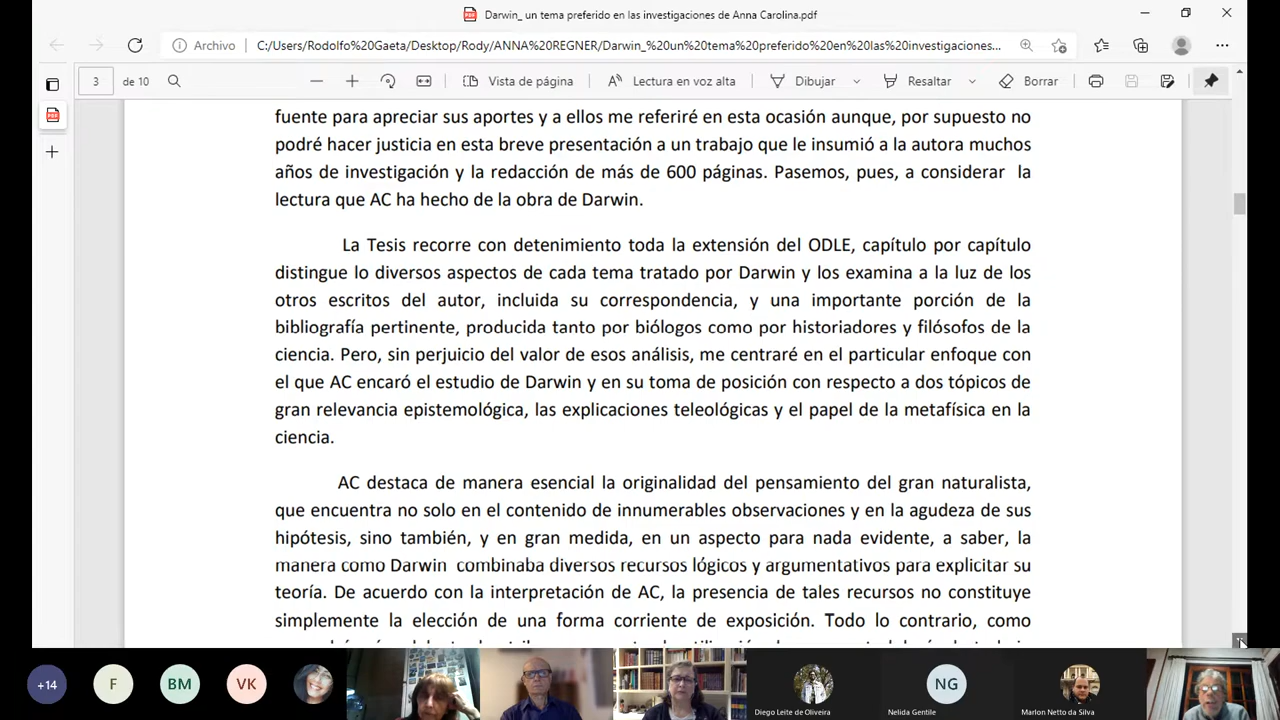 Darwin_ un tema preferido en las investigaciones de Anna Carolina.pdf
Archivo C:/Users/Rodolfo%20Gaeta/Desktop/Rody/ANNA%20REGNER/Darwin_%20un%20tema%20preferido%20en%20las%20investigaciones...
3 de 10 Vista de página Lectura en voz alta Dibujar Resaltar Borrar
fuente para apreciar sus aportes y a ellos me referiré en esta ocasión aunque, por supuesto no
podré hacer justicia en esta breve presentación a un trabajo que le insumió a la autora muchos
años de investigación y la redacción de más de 600 páginas. Pasemos, pues, a considerar la
lectura que AC ha hecho de la obra de Darwin.
La Tesis recorre con detenimiento toda la extensión del ODLE, capítulo por capítulo
distingue lo diversos aspectos de cada tema tratado por Darwin y los examina a la luz de los
otros escritos del autor, incluida su correspondencia, y una importante porción de la
bibliografía pertinente, producida tanto por biólogos como por historiadores y filósofos de la
ciencia. Pero, sin perjuicio del valor de esos análisis, me centraré en el particular enfoque con
el que AC encaró el estudio de Darwin y en su toma de posición con respecto a dos tópicos de
gran relevancia epistemológica, las explicaciones teleológicas y el papel de la metafísica en la
ciencia.
AC destaca de manera esencial la originalidad del pensamiento del gran naturalista,
que encuentra no solo en el contenido de innumerables observaciones y en la agudeza de sus
hipótesis, sino también, y en gran medida, en un aspecto para nada evidente, a saber, la
manera como Darwin combinaba diversos recursos lógicos y argumentativos para explicitar su
teoría. De acuerdo con la interpretación de AC, la presencia de tales recursos no constituye
simplemente la elección de una forma corriente de exposición. Todo lo contrario, como
+14 F BM VK NG
Diego Leite de Oliveira Nelida Gentile Marlon Netto da Silva